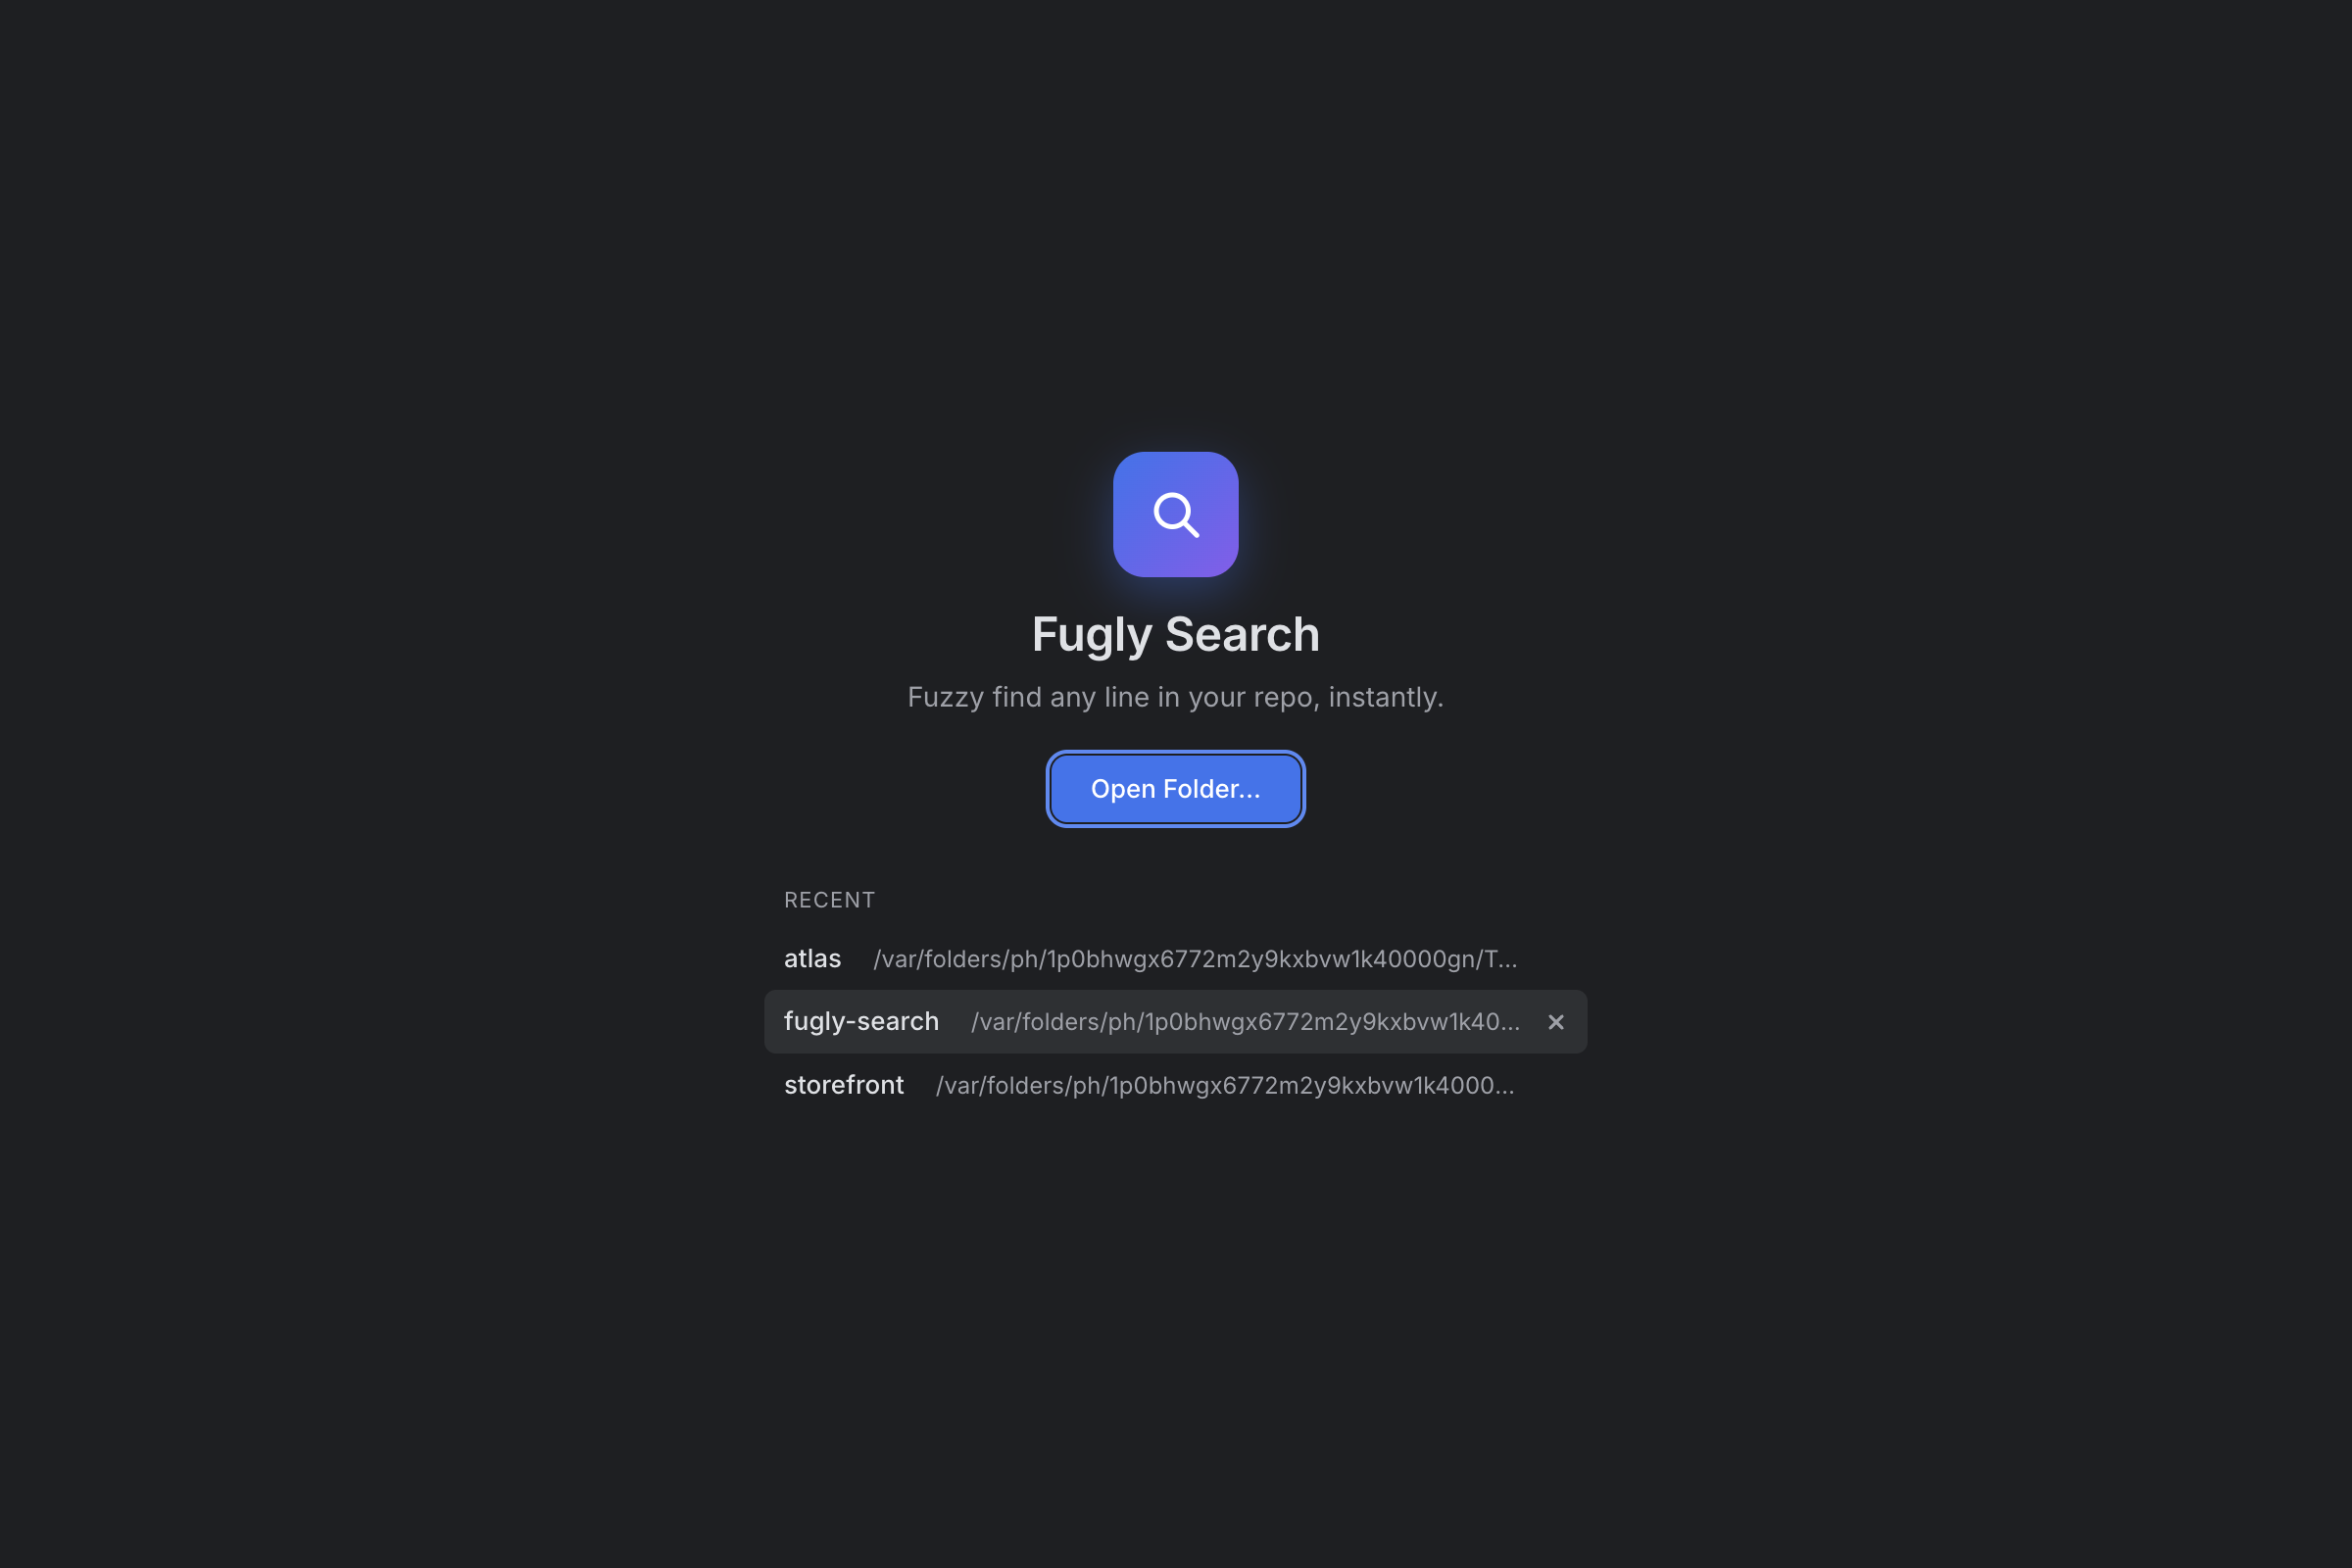 Fugly Search
Fuzzy find any line in your repo, instantly.
Open Folder...
RECENT
atlas /var/folders/ph/1p0bhwgx6772m2y9kxbvw1k40000gn/T...
fugly-search /var/folders/ph/1p0bhwgx6772m2y9kxbvw1k40...
storefront /var/folders/ph/1p0bhwgx6772m2y9kxbvw1k4000...